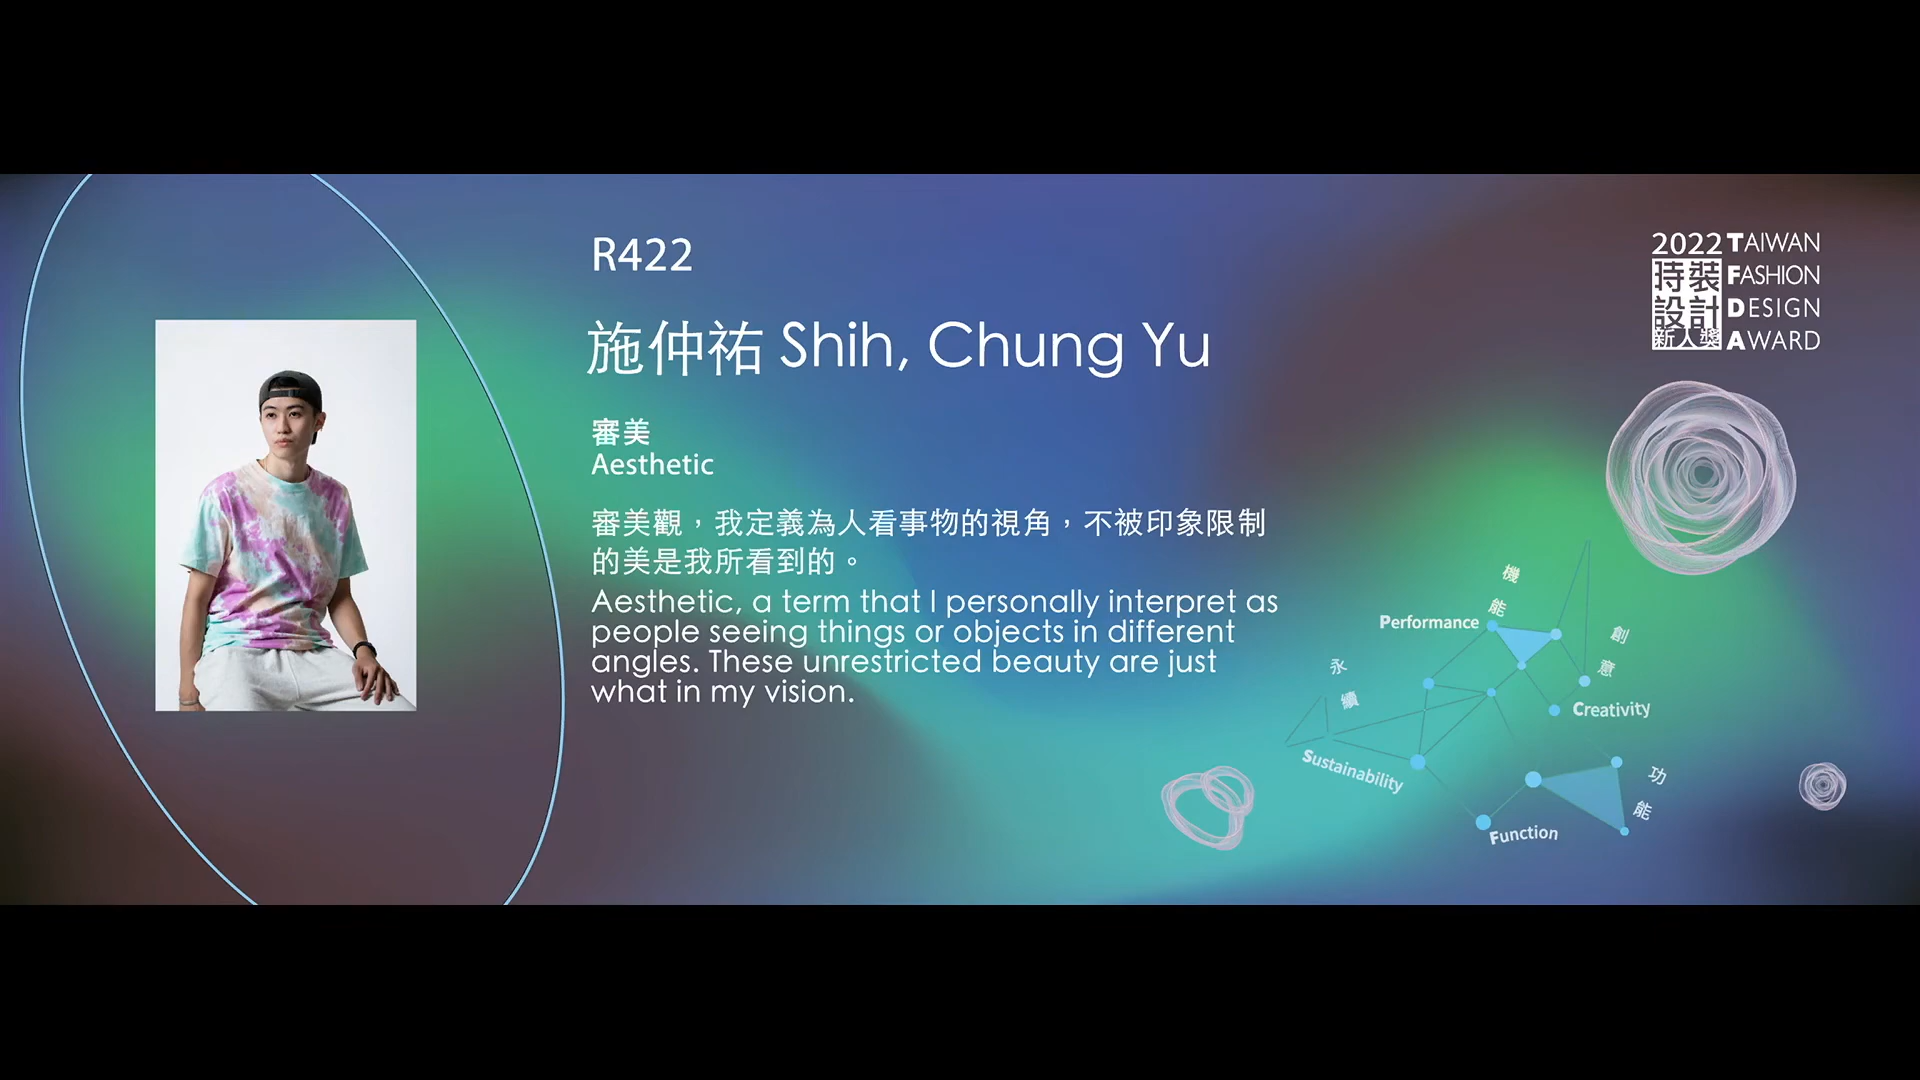 R422
施仲祐 Shih, Chung Yu
審美
Aesthetic
審美觀，我定義為人看事物的視角，不被印象限制
的美是我所看到的。
Aesthetic, a term that I personally interpret as
people seeing things or objects in different
angles. These unrestricted beauty are just
what in my vision.
2022 TAIWAN
時裝 FASHION
設計 DESIGN
新人獎 AWARD
機能
Performance
創意
Creativity
永續
Sustainability
功能
Function